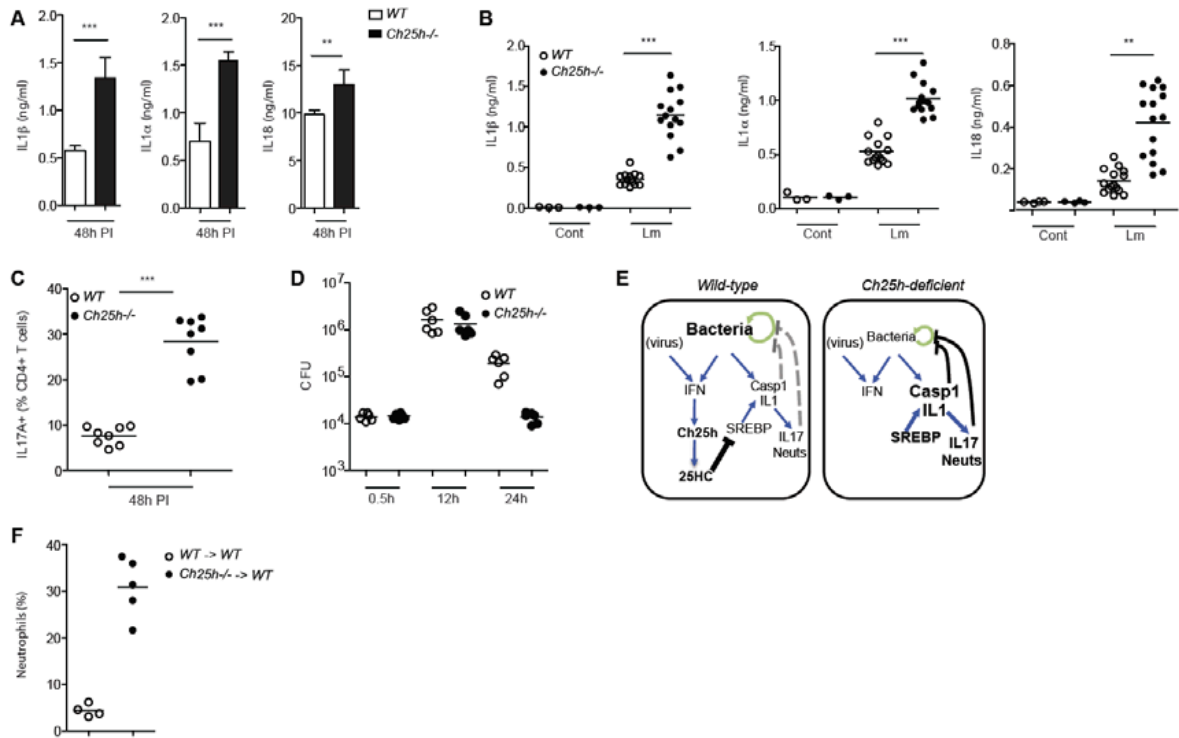 A
IL1β (ng/ml)
2.0
1.5
1.0
0.5
0.0
***
48h PI
IL1α (ng/ml)
2.0
1.5
1.0
0.5
0.0
***
48h PI
IL18 (ng/ml)
20
15
10
5
0
**
48h PI
WT
Ch25h-/-
B
IL1β (ng/ml)
2.0
1.5
1.0
0.5
0.0
WT
Ch25h-/-
***
Cont Lm
IL1α (ng/ml)
1.5
1.0
0.5
0.0
***
Cont Lm
IL18 (ng/ml)
0.8
0.6
0.4
0.2
**
Cont Lm
C
WT
Ch25h-/-
IL17A+ (% CD4+ T cells)
40
30
20
10
0
***
48h PI
D
CFU
10⁷
10⁶
10⁵
10⁴
10³
WT
Ch25h-/-
0.5h 12h 24h
E
Wild-type
Bacteria
(virus)
IFN
Casp1
IL1
Ch25h
SREBP
IL17
Neuts
25HC
Ch25h-deficient
(virus)
Bacteria
IFN
Casp1
IL1
SREBP
IL17
Neuts
F
Neutrophils (%)
40
30
20
10
0
WT -> WT
Ch25h-/- -> WT